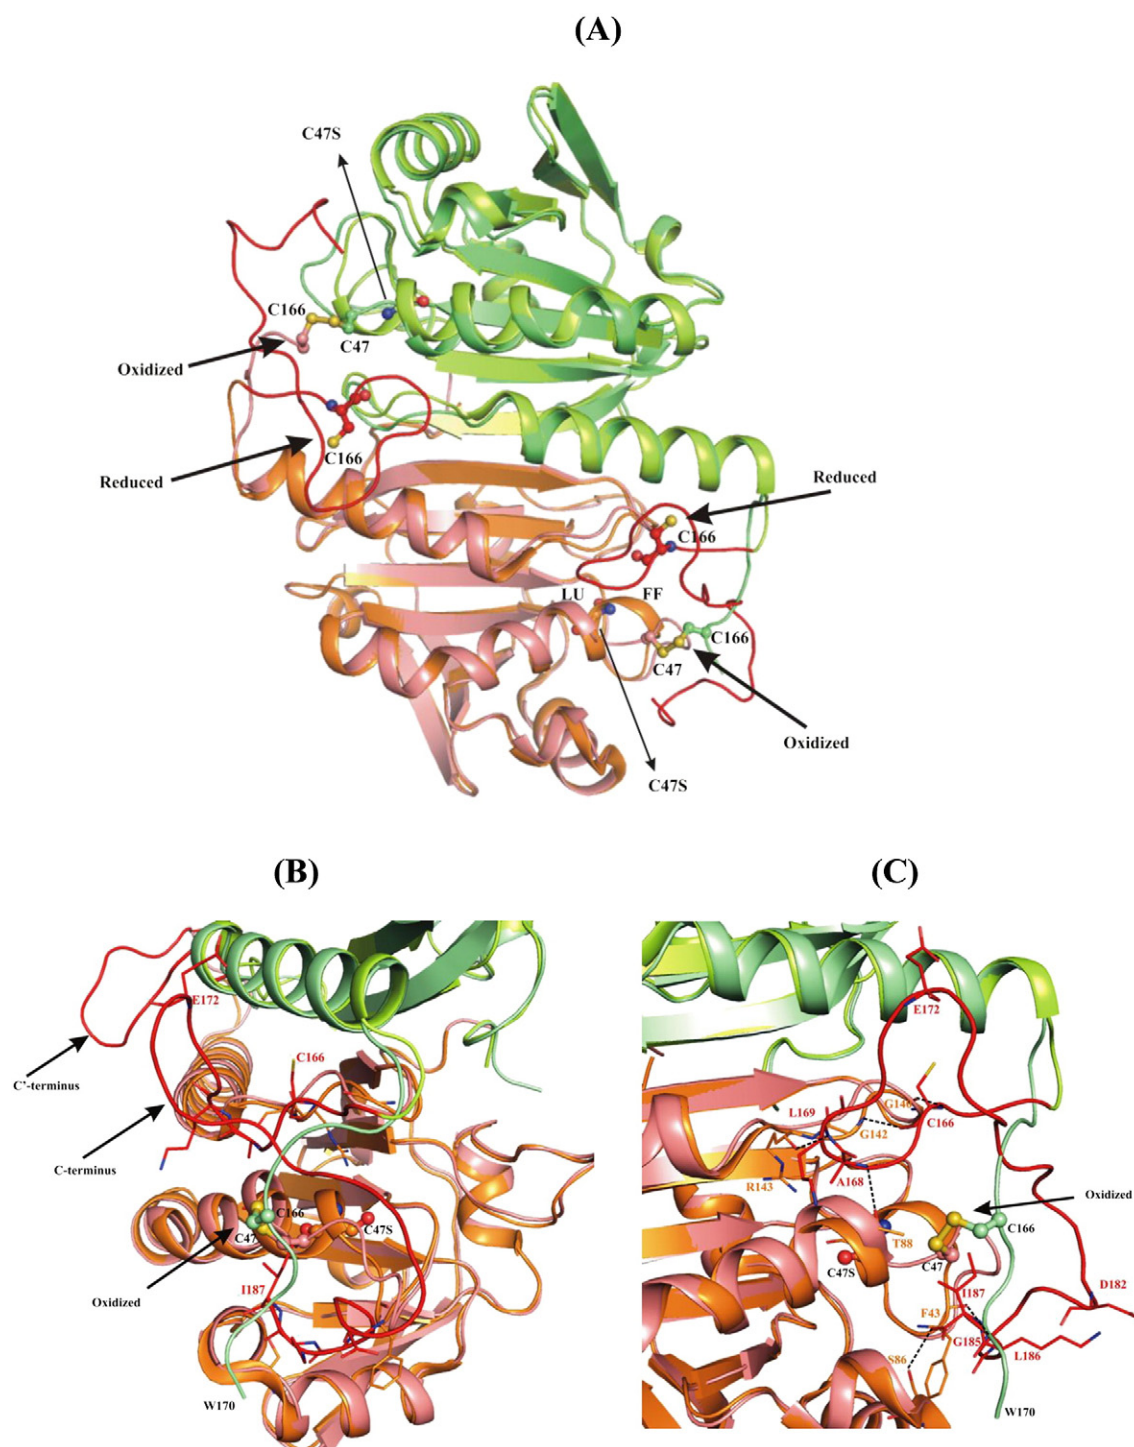 (A)
C47S
C166
C47
Oxidized
C166
Reduced
Reduced
C166
LU FF
C47 C166
Oxidized
C47S
(B) (C)
E172
C'-terminus
C166
C-terminus
C166
C47 C47S
Oxidized
I187
W170
E172
L169 G146
C166
G142
R143 A168
Oxidized
C166
T88
C47S C47
I187 D182
F43
G185
L186
S86
W170